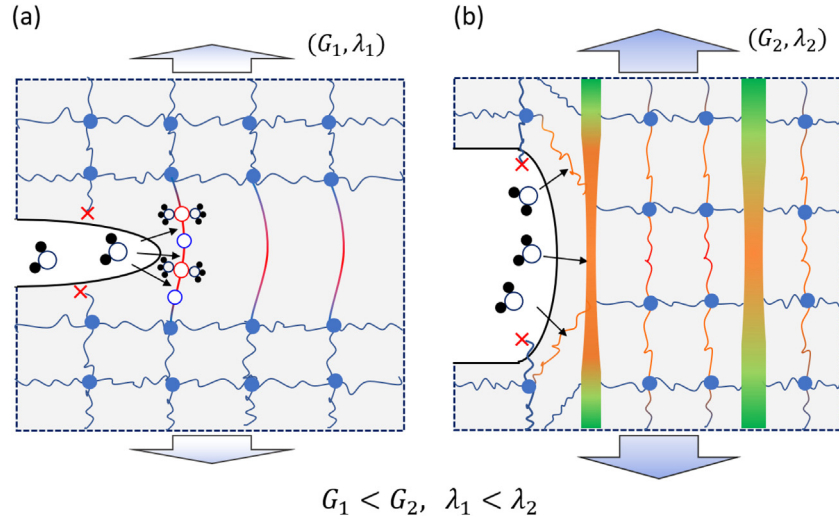 (a)
(G₁, λ₁)
(b)
(G₂, λ₂)
G₁ < G₂, λ₁ < λ₂